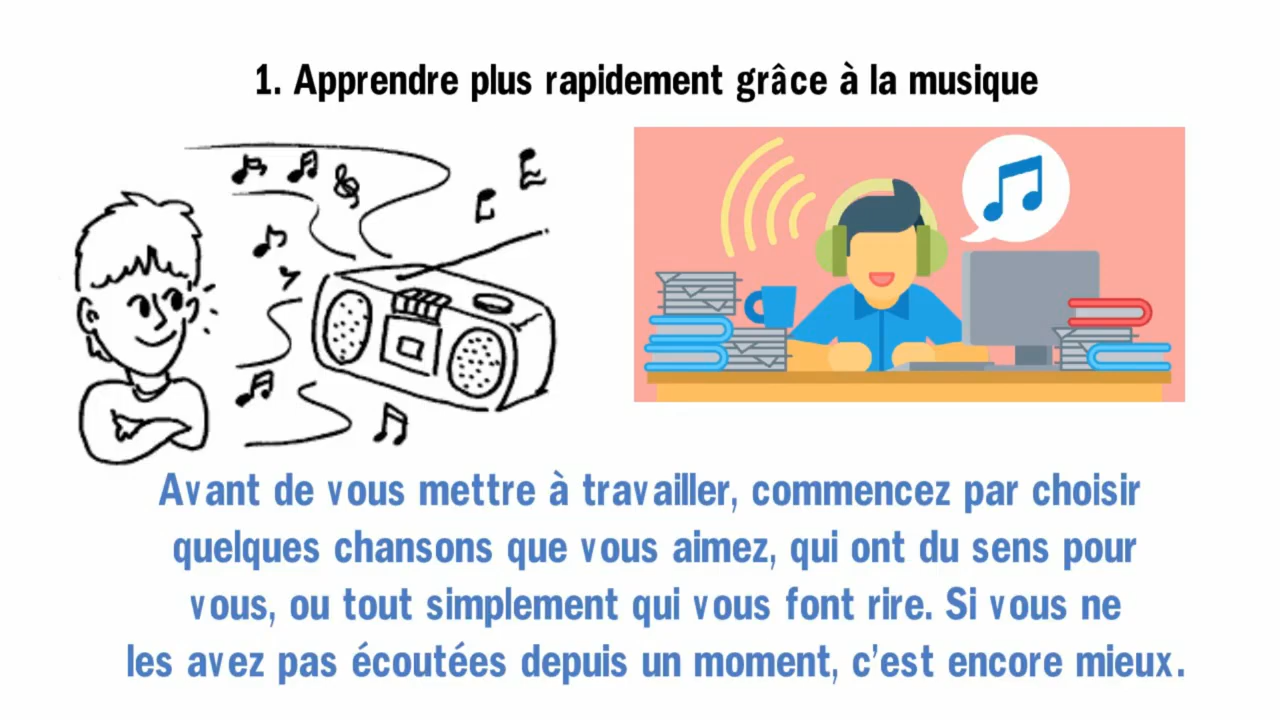 1. Apprendre plus rapidement grâce à la musique
Avant de vous mettre à travailler, commencez par choisir
quelques chansons que vous aimez, qui ont du sens pour
vous, ou tout simplement qui vous font rire. Si vous ne
les avez pas écoutées depuis un moment, c'est encore mieux.